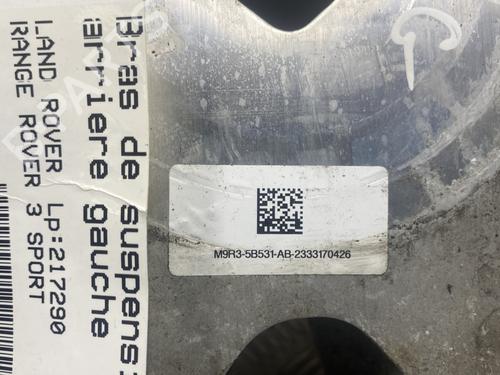 Bras de suspens
arriere gauche
LAND ROVER Lp:217290
RANGE ROVER 3 SPORT
M9R3-5B531-AB-2333170426